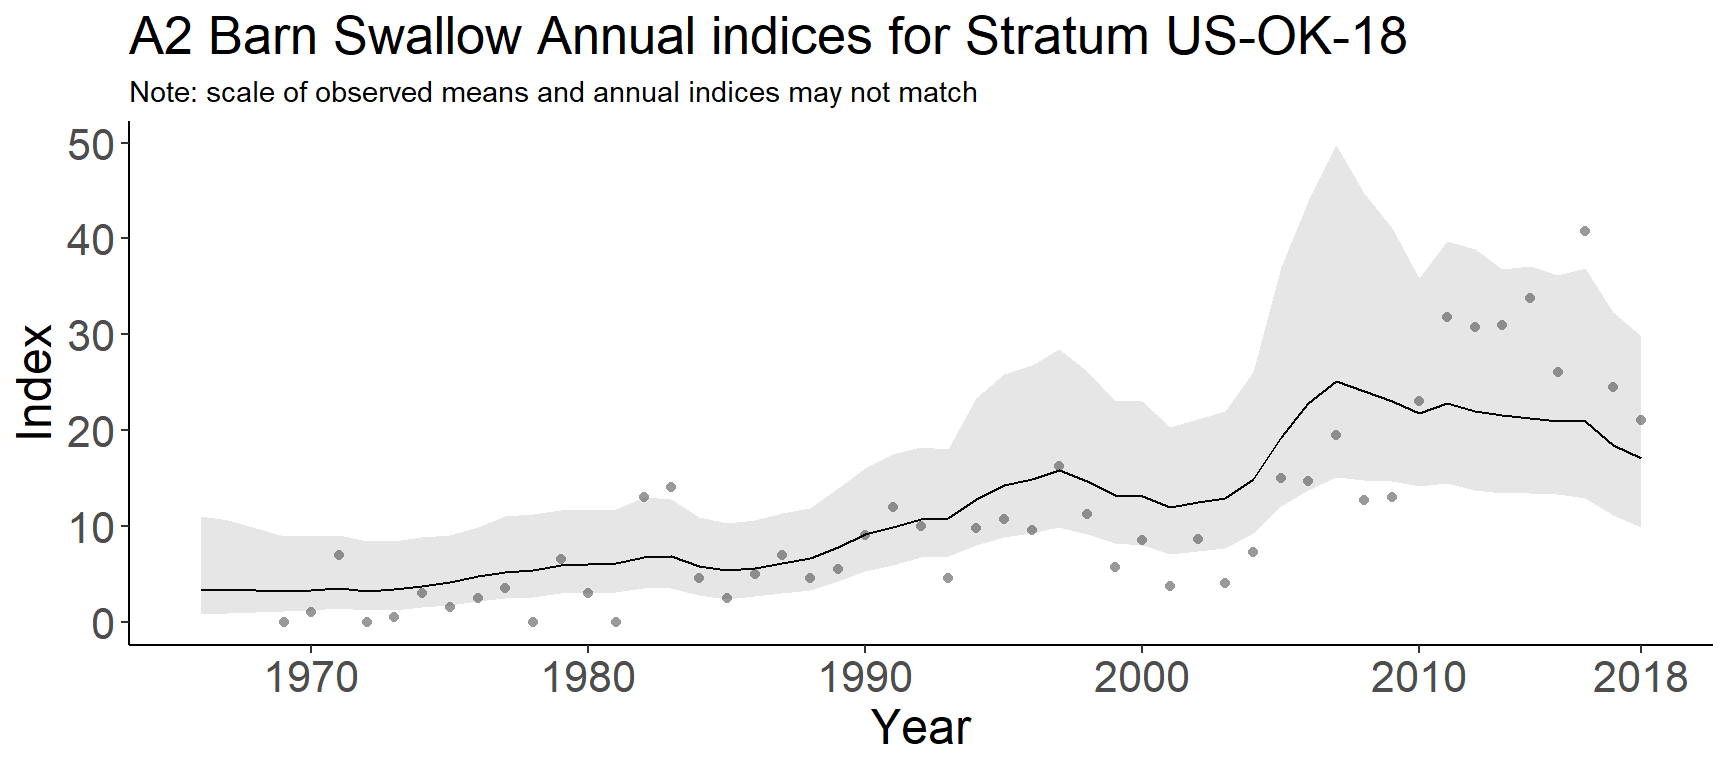 A2 Barn Swallow Annual indices for Stratum US-OK-18
Note: scale of observed means and annual indices may not match
50
40
30
20
10
0
Index
1970 1980 1990 2000 2010 2018
Year